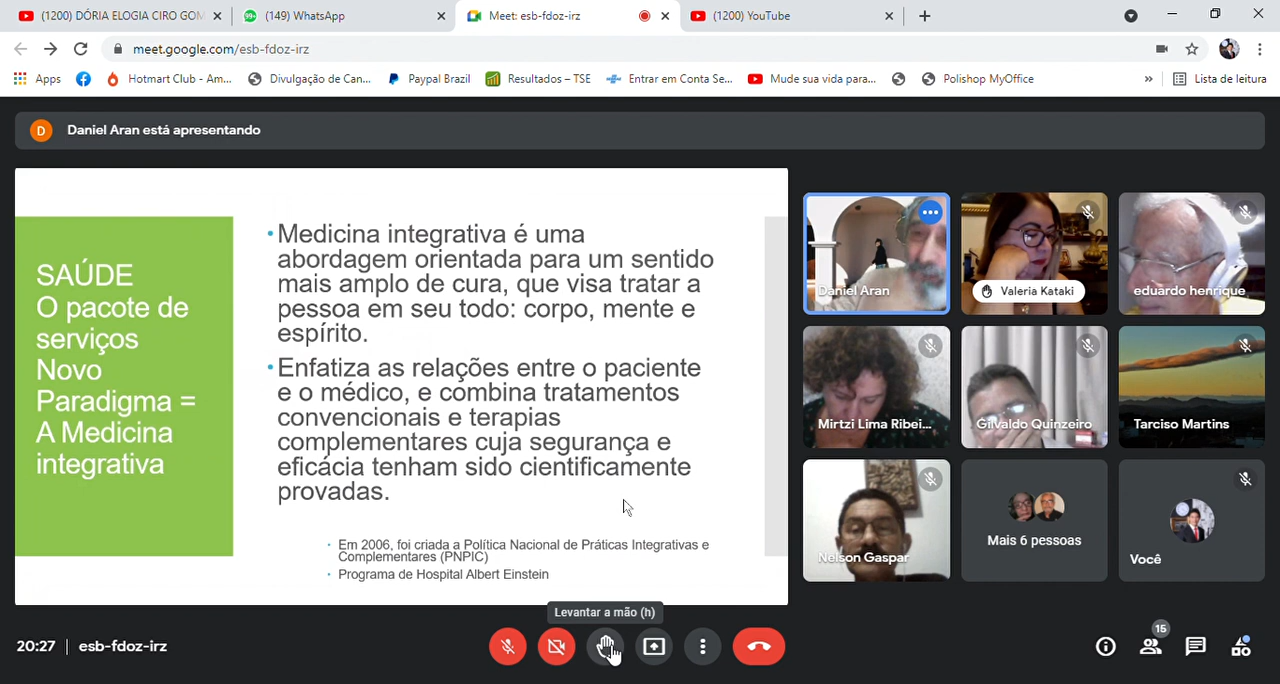 (1200) DÓRIA ELOGIA CIRO GOM
(149) WhatsApp
Meet: esb-fdoz-irz
(1200) YouTube
meet.google.com/esb-fdoz-irz
Apps
Hotmart Club - Am...
Divulgação de Can...
Paypal Brazil
Resultados – TSE
Entrar em Conta Se...
Mude sua vida para...
Polishop MyOffice
»
Lista de leitura
D
Daniel Aran está apresentando
SAÚDE
O pacote de
serviços
Novo
Paradigma =
A Medicina
integrativa
• Medicina integrativa é uma
abordagem orientada para um sentido
mais amplo de cura, que visa tratar a
pessoa em seu todo: corpo, mente e
espírito.
• Enfatiza as relações entre o paciente
e o médico, e combina tratamentos
convencionais e terapias
complementares cuja segurança e
eficácia tenham sido cientificamente
provadas.
• Em 2006, foi criada a Política Nacional de Práticas Integrativas e
Complementares (PNPIC)
• Programa de Hospital Albert Einstein
Daniel Aran
Valeria Kataki
eduardo henrique
Mirtzi Lima Ribei...
Gilvaldo Quinzeiro
Tarciso Martins
Nelson Gaspar
Mais 6 pessoas
Você
Levantar a mão (h)
20:27 | esb-fdoz-irz
15